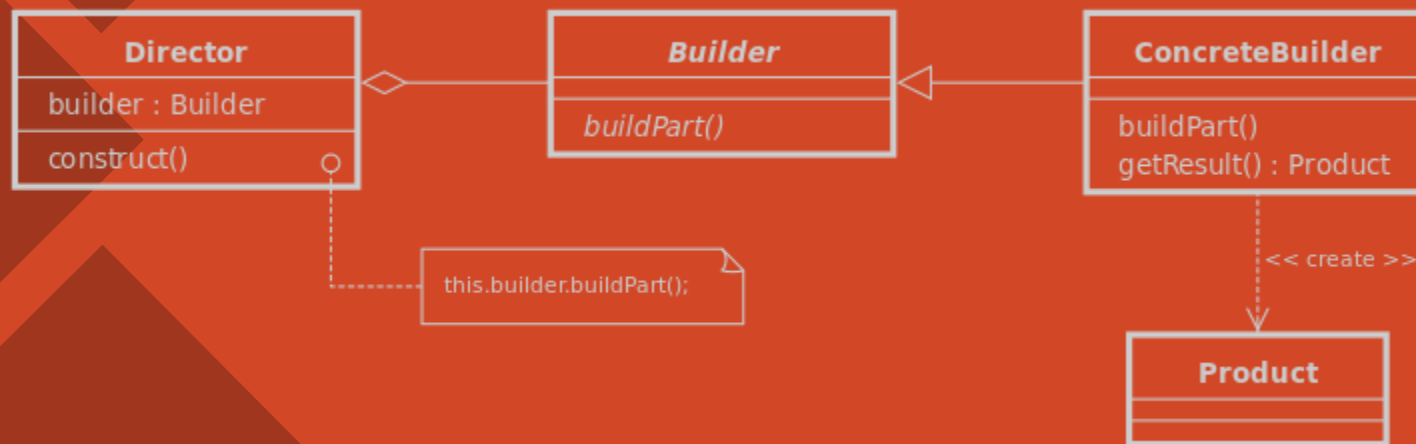 Director
builder : Builder
construct()
Builder
buildPart()
ConcreteBuilder
buildPart()
getResult() : Product
this.builder.buildPart();
<< create >>
Product